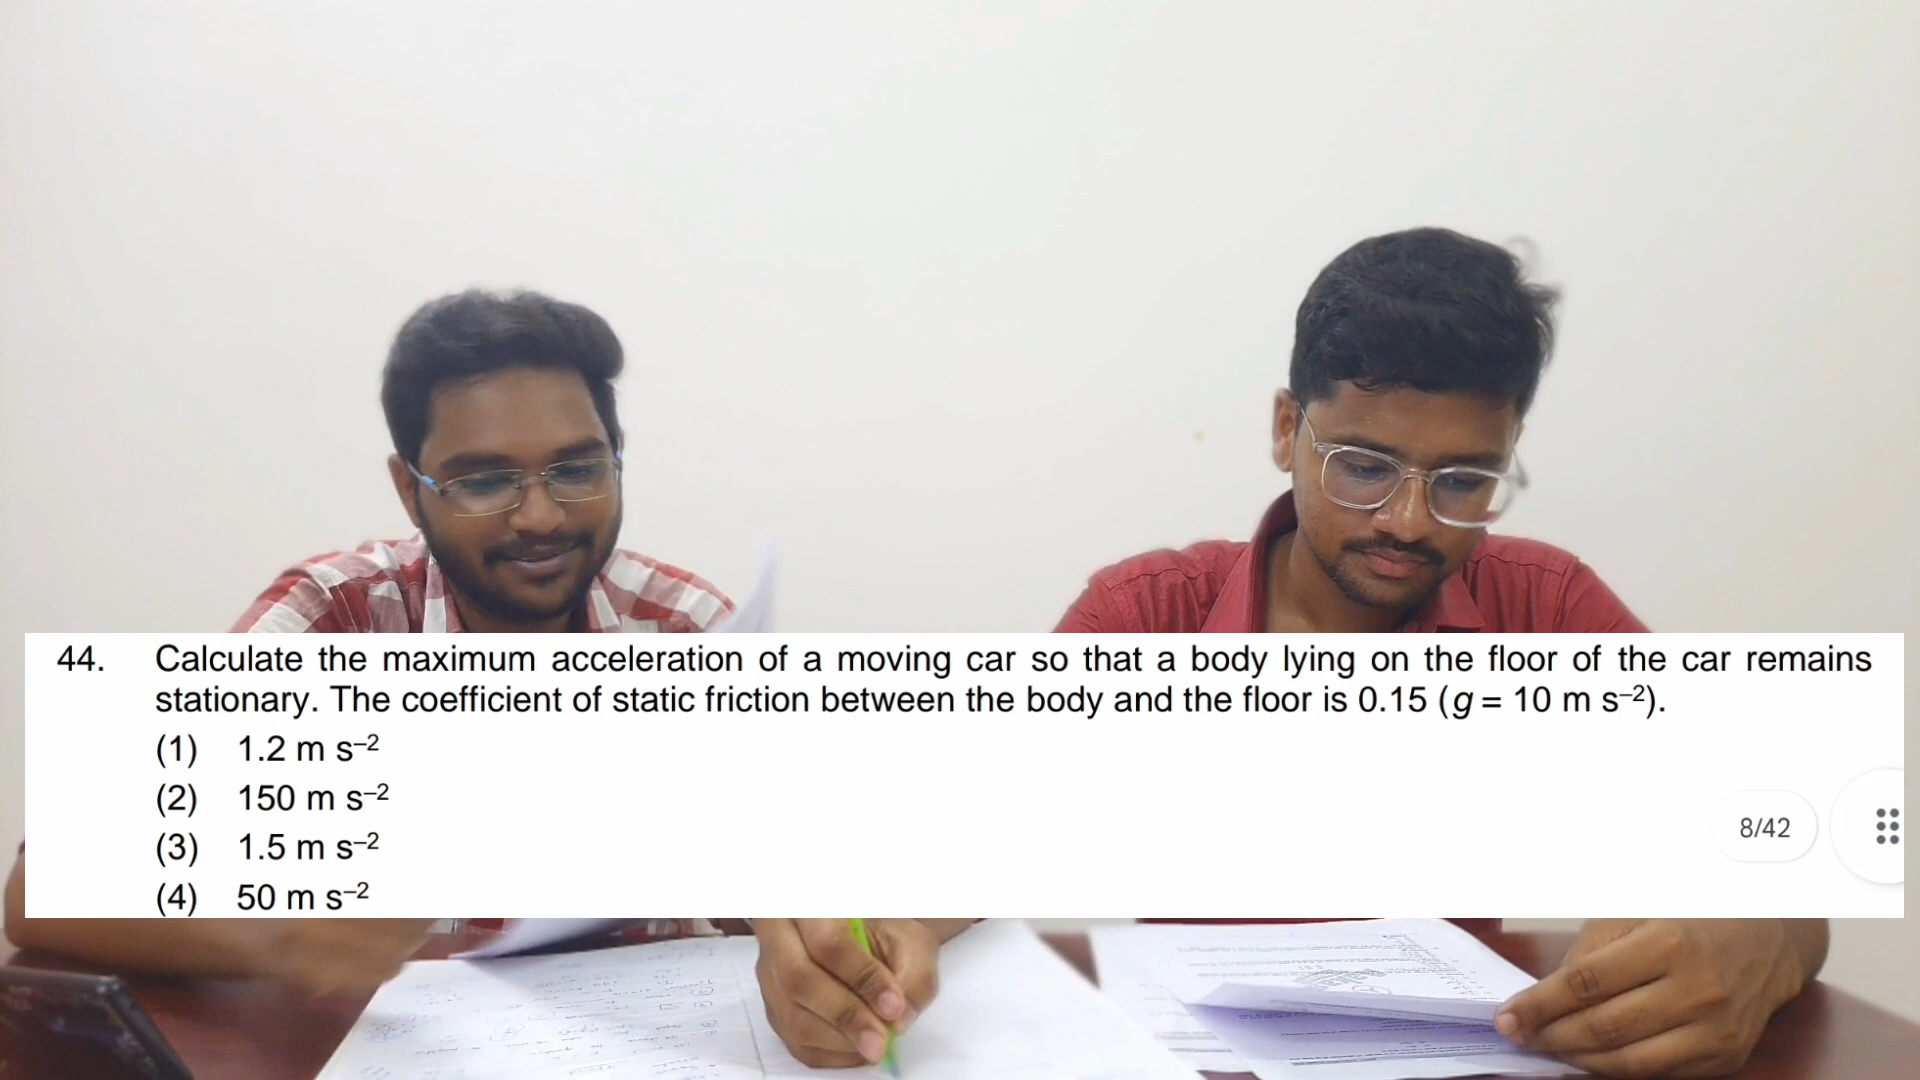 44. Calculate the maximum acceleration of a moving car so that a body lying on the floor of the car remains
stationary. The coefficient of static friction between the body and the floor is 0.15 (g = 10 m s⁻²).
(1) 1.2 m s⁻²
(2) 150 m s⁻²
(3) 1.5 m s⁻²
(4) 50 m s⁻²
8/42